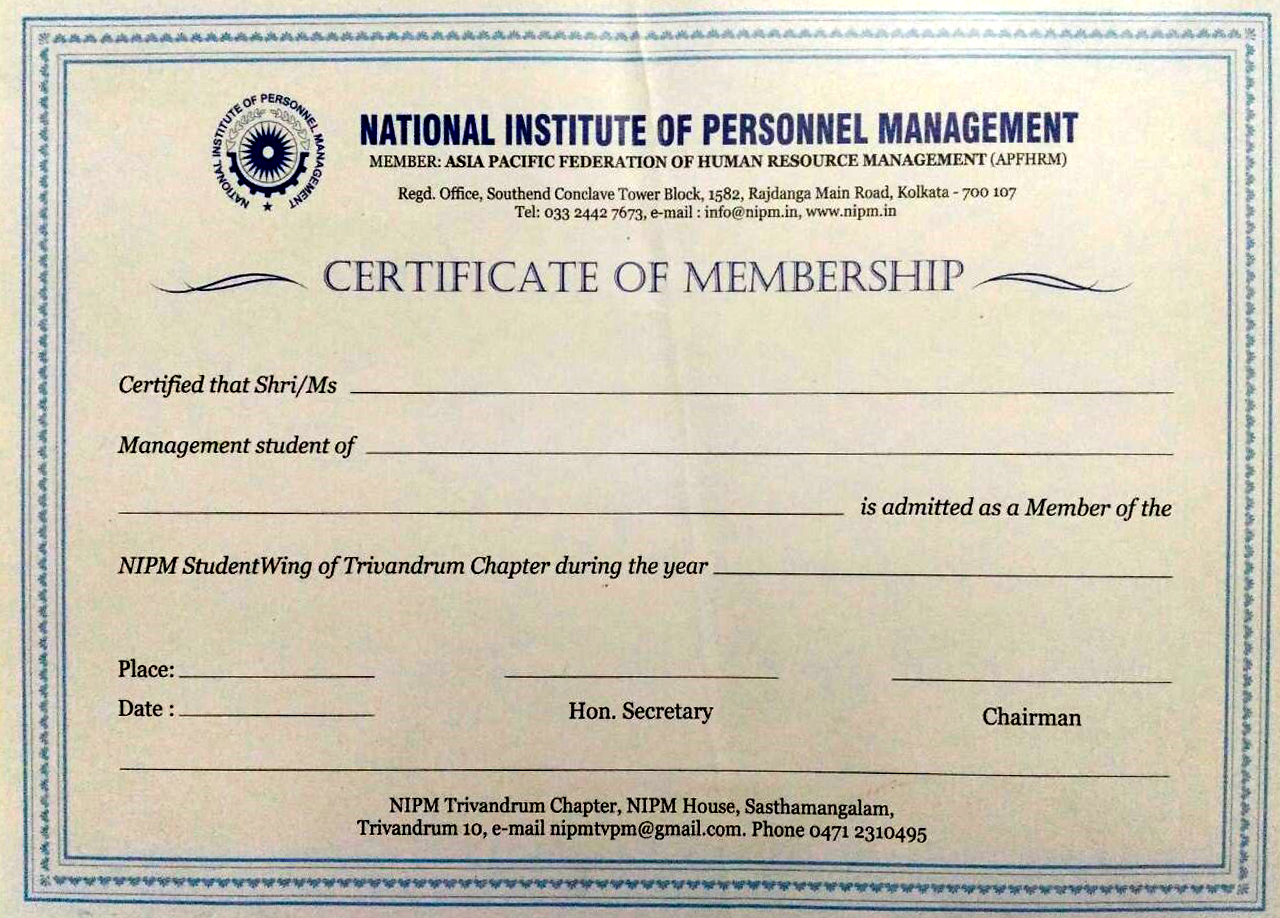 NATIONAL INSTITUTE OF PERSONNEL MANAGEMENT
NATIONAL INSTITUTE OF PERSONNEL MANAGEMENT
MEMBER: ASIA PACIFIC FEDERATION OF HUMAN RESOURCE MANAGEMENT (APFHRM)
Regd. Office, Southend Conclave Tower Block, 1582, Rajdanga Main Road, Kolkata - 700 107
Tel: 033 2442 7673, e-mail : info@nipm.in, www.nipm.in
CERTIFICATE OF MEMBERSHIP
Certified that Shri/Ms
Management student of
is admitted as a Member of the
NIPM StudentWing of Trivandrum Chapter during the year
Place:
Date :
Hon. Secretary
Chairman
NIPM Trivandrum Chapter, NIPM House, Sasthamangalam,
Trivandrum 10, e-mail nipmtvpm@gmail.com. Phone 0471 2310495